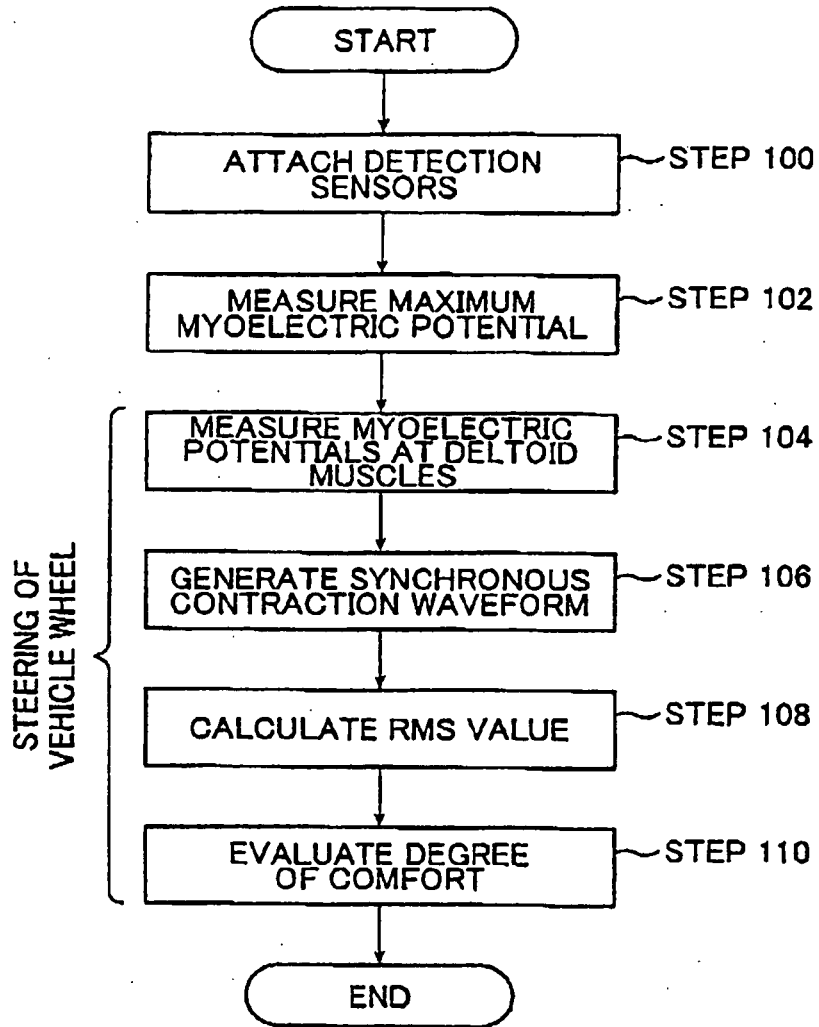 START
ATTACH DETECTION
SENSORS
STEP 100
MEASURE MAXIMUM
MYOELECTRIC POTENTIAL
STEP 102
STEERING OF
VEHICLE WHEEL
MEASURE MYOELECTRIC
POTENTIALS AT DELTOID
MUSCLES
STEP 104
GENERATE SYNCHRONOUS
CONTRACTION WAVEFORM
STEP 106
CALCULATE RMS VALUE
STEP 108
EVALUATE DEGREE
OF COMFORT
STEP 110
END